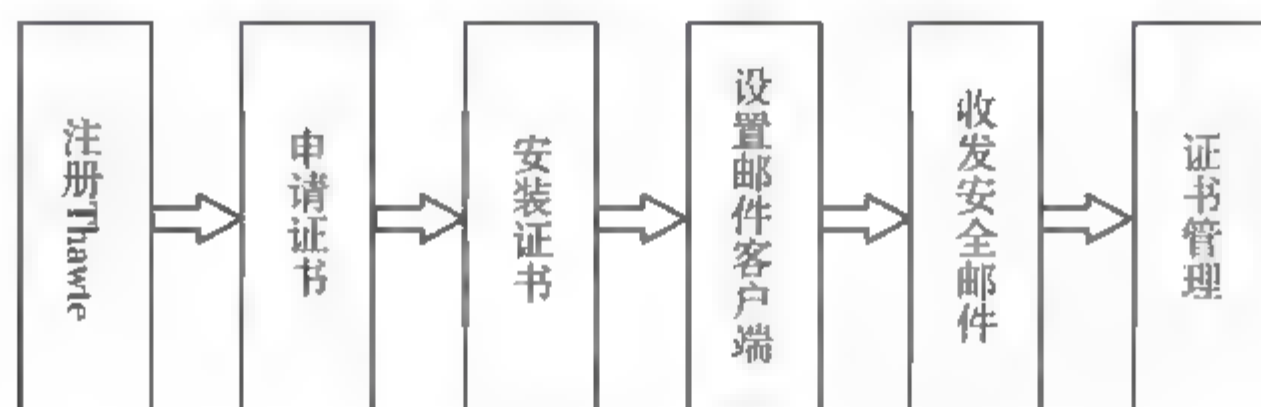 注册Thawte
申请证书
安装证书
设置邮件客户端
收发安全邮件
证书管理